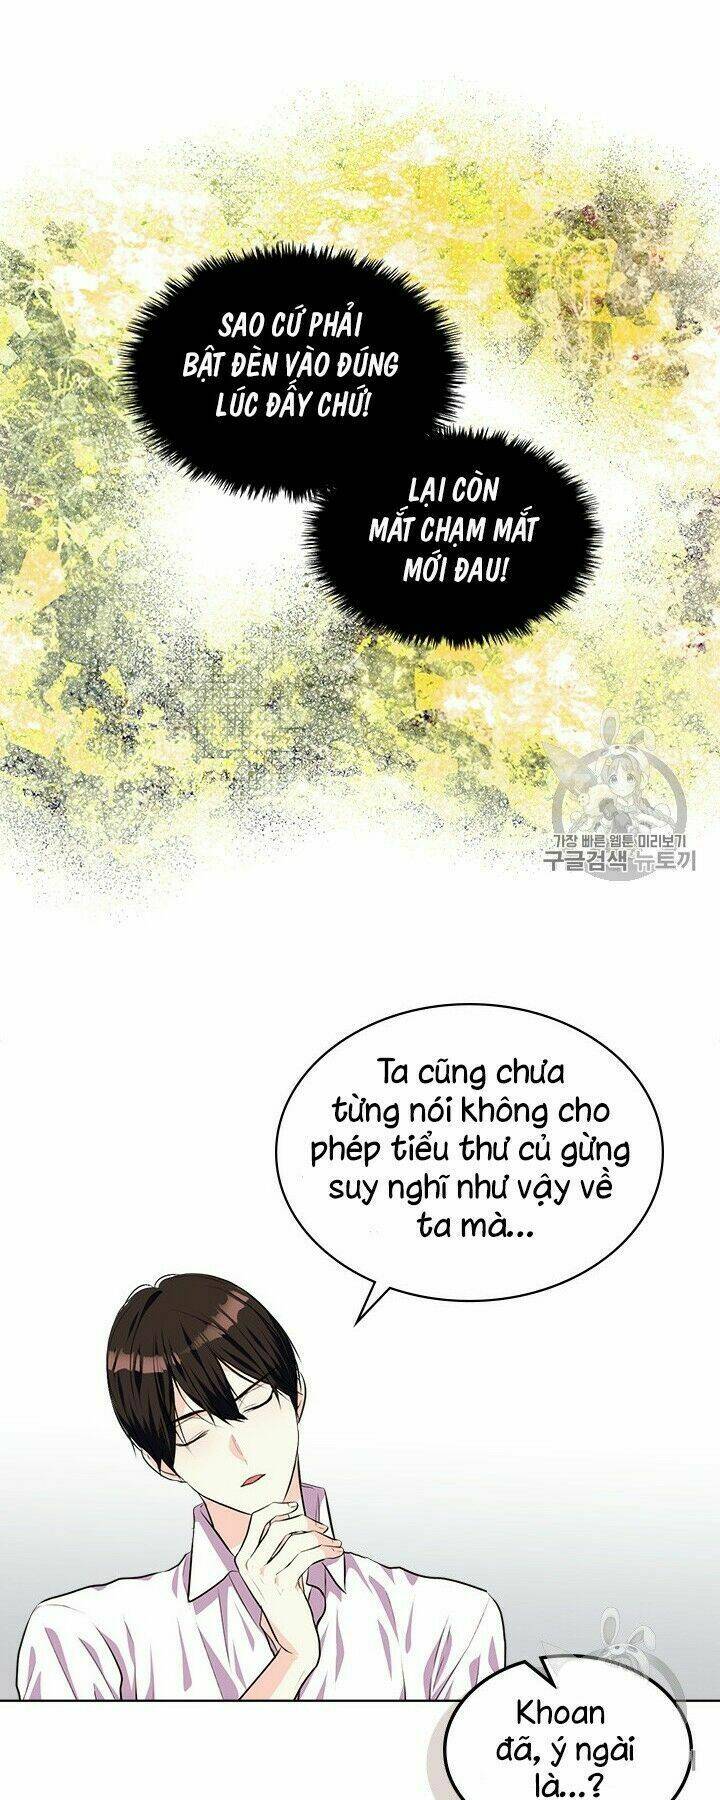 SAO CỨ PHẢI
BẬT ĐÈN VÀO ĐÚNG
LÚC ĐẤY CHỨ!
LẠI CÒN
MẮT CHẠM MẮT
MỚI ĐAU!
가장 빠른 웹툰 미리보기
구글검색 뉴토끼
Ta cũng chưa
từng nói không cho
phép tiểu thư củ gừng
suy nghĩ như vậy về
ta mà...
Khoan
đã, ý ngài
là...?